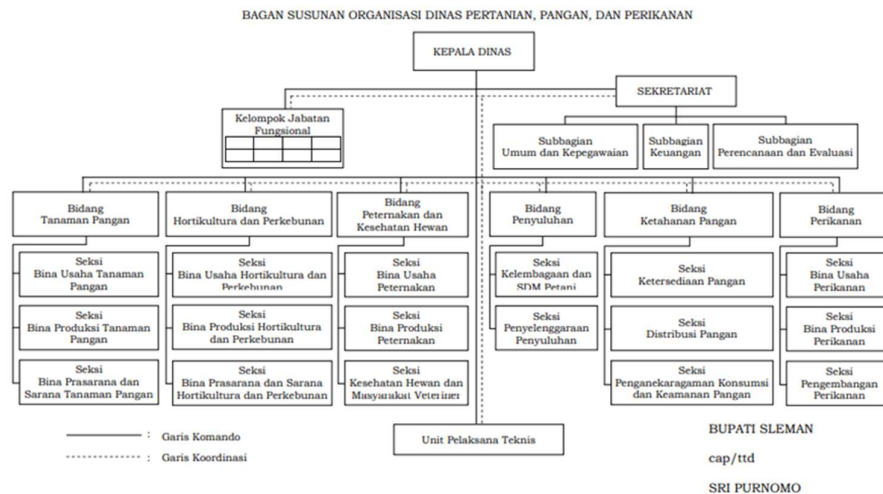 BAGAN SUSUNAN ORGANISASI DINAS PERTANIAN, PANGAN, DAN PERIKANAN
KEPALA DINAS
SEKRETARIAT
Kelompok Jabatan
Fungsional
Subbagian
Umum dan Kepegawaian
Subbagian
Keuangan
Subbagian
Perencanaan dan Evaluasi
Bidang
Tanaman Pangan
Bidang
Hortikultura dan Perkebunan
Bidang
Peternakan dan
Kesehatan Hewan
Bidang
Penyuluhan
Bidang
Ketahanan Pangan
Bidang
Perikanan
Seksi
Bina Usaha Tanaman
Pangan
Seksi
Bina Usaha Hortikultura dan
Perkebunan
Seksi
Bina Usaha
Peternakan
Seksi
Kelembagaan dan
SDM Petani
Seksi
Ketersediaan Pangan
Seksi
Bina Usaha
Perikanan
Seksi
Bina Produksi Tanaman
Pangan
Seksi
Bina Produksi Hortikultura
dan Perkebunan
Seksi
Bina Produksi
Peternakan
Seksi
Penyelenggaraan
Penyuluhan
Seksi
Distribusi Pangan
Seksi
Bina Produksi
Perikanan
Seksi
Bina Prasarana dan
Sarana Tanaman Pangan
Seksi
Bina Prasarana dan Sarana
Hortikultura dan Perkebunan
Seksi
Kesehatan Hewan dan
Masyarakat Veteriner
Seksi
Penganekaragaman Konsumsi
dan Keamanan Pangan
Seksi
Pengembangan
Perikanan
Unit Pelaksana Teknis
: Garis Komando
: Garis Koordinasi
BUPATI SLEMAN
cap/ttd
SRI PURNOMO